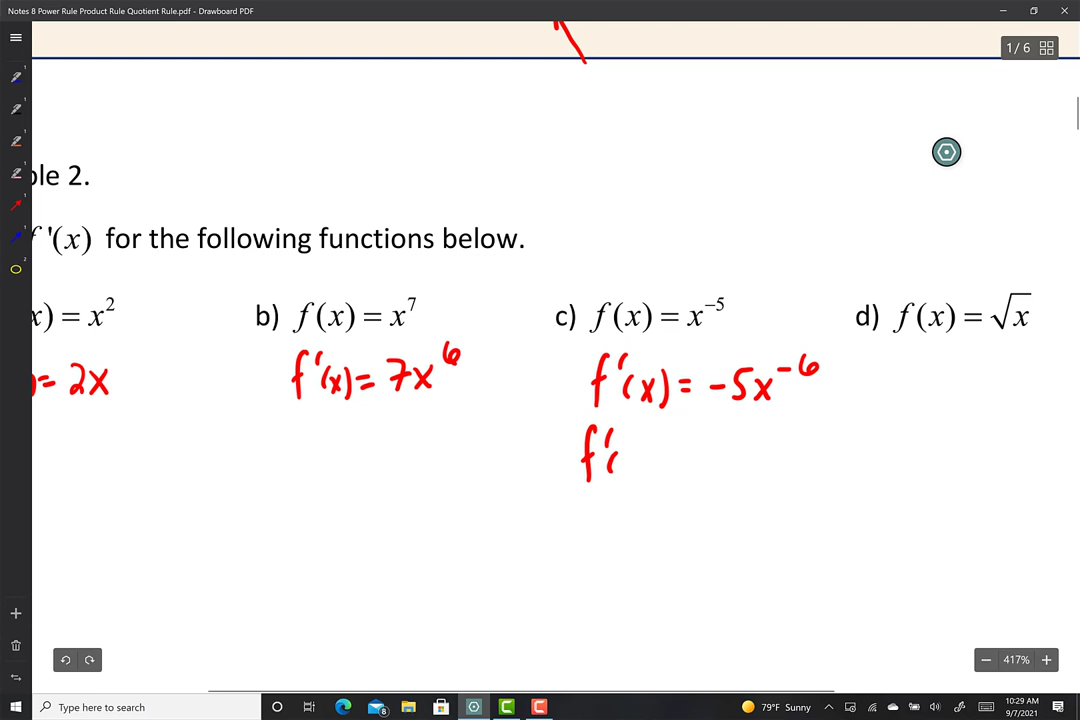 Notes 8 Power Rule Product Rule Quotient Rule.pdf - Drawboard PDF
1 / 6
ble 2.
f '(x) for the following functions below.
x) = x² b) f(x) = x⁷ c) f(x) = x⁻⁵ d) f(x) = √x
)= 2x f'(x) = 7x⁶ f'(x) = -5x⁻⁶
f'(
417%
Type here to search
8
79°F Sunny
10:29 AM
9/7/2021